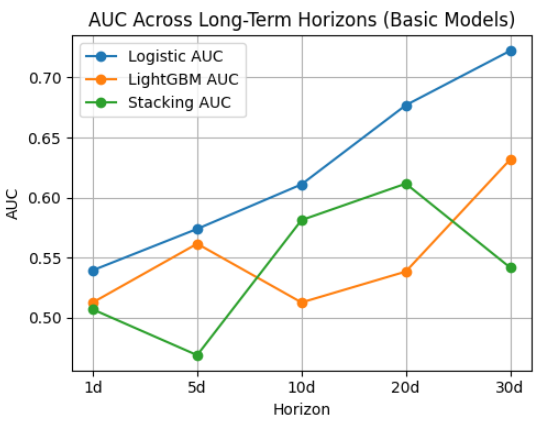 AUC Across Long-Term Horizons (Basic Models)
Logistic AUC
LightGBM AUC
Stacking AUC
AUC
0.70
0.65
0.60
0.55
0.50
1d 5d 10d 20d 30d
Horizon